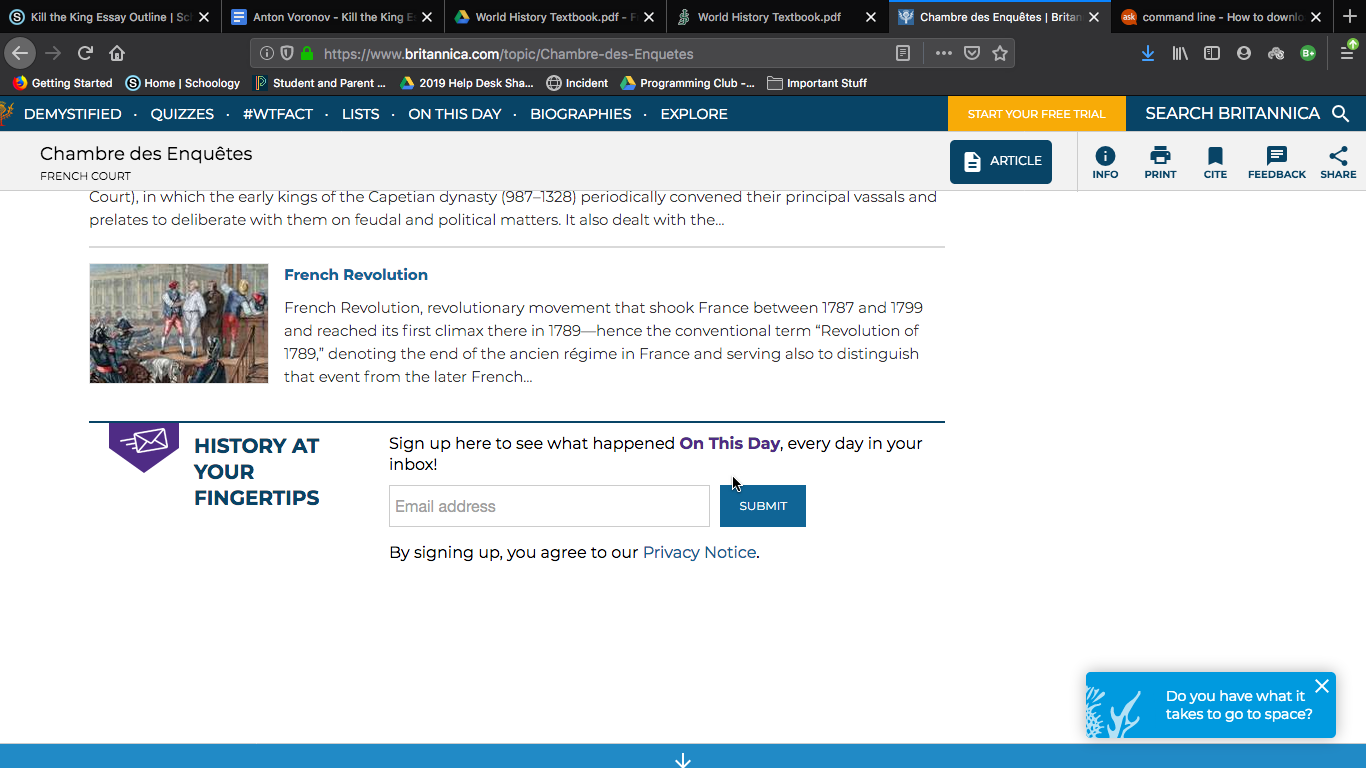 Kill the King Essay Outline | Sc
Anton Voronov - Kill the King E
World History Textbook.pdf - F
World History Textbook.pdf
Chambre des Enquêtes | Britan
ask command line - How to downlo
https://www.britannica.com/topic/Chambre-des-Enquetes
Getting Started
Home | Schoology
Student and Parent ...
2019 Help Desk Sha...
Incident
Programming Club -...
Important Stuff
DEMYSTIFIED · QUIZZES · #WTFACT · LISTS · ON THIS DAY · BIOGRAPHIES · EXPLORE
START YOUR FREE TRIAL
SEARCH BRITANNICA
Chambre des Enquêtes
FRENCH COURT
ARTICLE
INFO
PRINT
CITE
FEEDBACK
SHARE
Court), in which the early kings of the Capetian dynasty (987–1328) periodically convened their principal vassals and
prelates to deliberate with them on feudal and political matters. It also dealt with the...
French Revolution
French Revolution, revolutionary movement that shook France between 1787 and 1799
and reached its first climax there in 1789—hence the conventional term “Revolution of
1789,” denoting the end of the ancien régime in France and serving also to distinguish
that event from the later French...
HISTORY AT
YOUR
FINGERTIPS
Sign up here to see what happened On This Day, every day in your
inbox!
Email address
SUBMIT
By signing up, you agree to our Privacy Notice.
Do you have what it
takes to go to space?